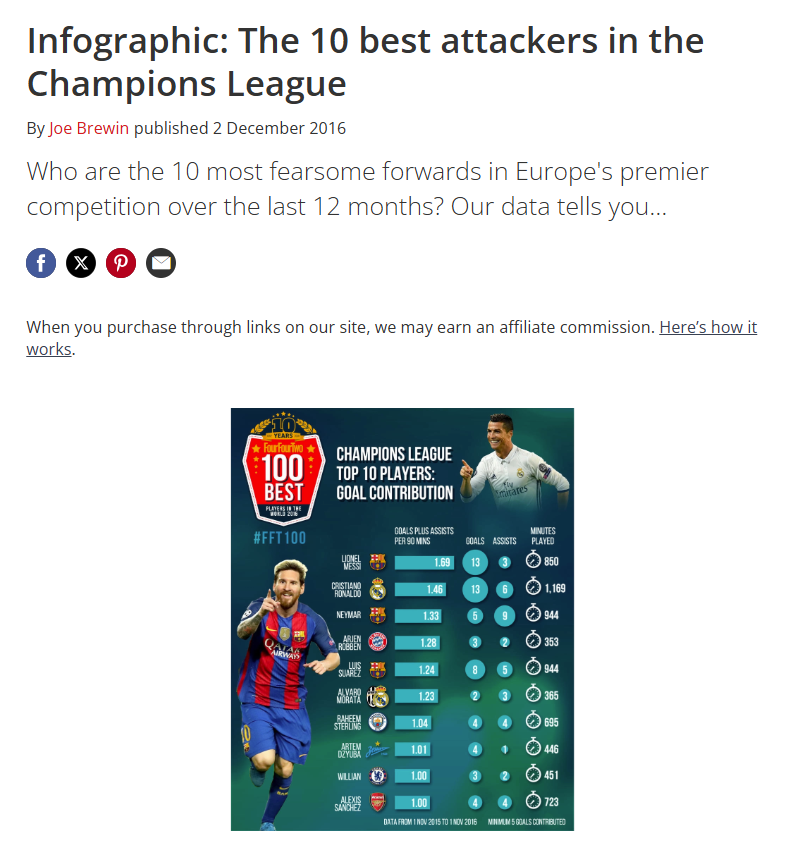 Infographic: The 10 best attackers in the
Champions League
By Joe Brewin published 2 December 2016
Who are the 10 most fearsome forwards in Europe's premier
competition over the last 12 months? Our data tells you...
When you purchase through links on our site, we may earn an affiliate commission. Here's how it
works.
10
YEARS
FourFourTwo
100
BEST
PLAYERS IN THE
WORLD 2016
#FFT100
CHAMPIONS LEAGUE
TOP 10 PLAYERS:
GOAL CONTRIBUTION
Fly
Emirates
GOALS PLUS ASSISTS
PER 90 MINS
GOALS
ASSISTS
MINUTES
PLAYED
LIONEL
MESSI
1.69
13
3
850
CRISTIANO
RONALDO
1.46
13
6
1,169
NEYMAR
1.33
5
9
944
ARJEN
ROBBEN
1.28
3
2
353
LUIS
SUAREZ
1.24
8
5
944
ALVARO
MORATA
1.23
2
3
365
RAHEEM
STERLING
1.04
4
4
695
ARTEM
DZYUBA
1.01
4
1
446
WILLIAN
1.00
3
2
451
ALEXIS
SANCHEZ
1.00
4
4
723
QATAR
AIRWAYS
10
DATA FROM 1 NOV 2015 TO 1 NOV 2016
MINIMUM 5 GOALS CONTRIBUTED